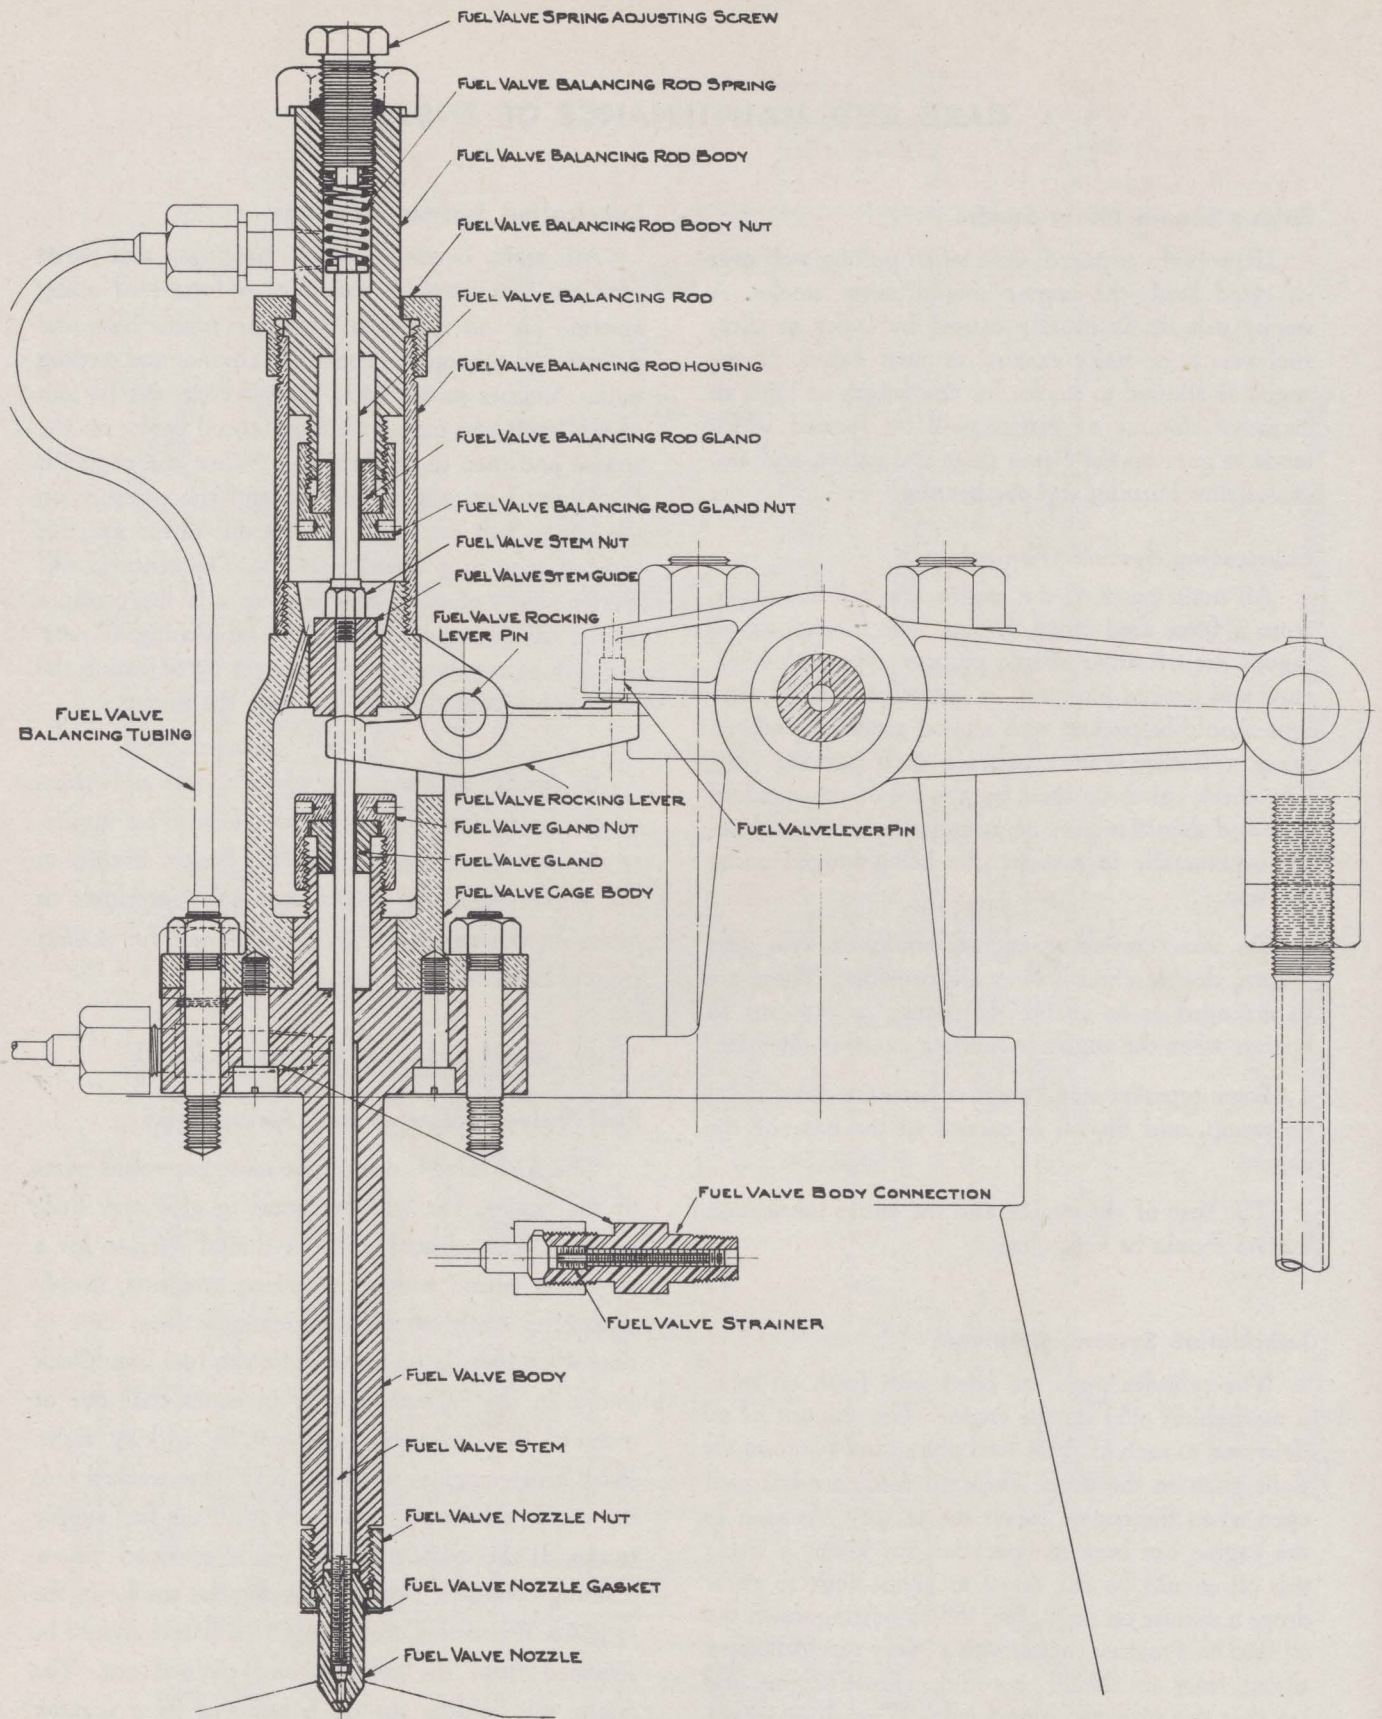 FUEL VALVE SPRING ADJUSTING SCREW
FUEL VALVE BALANCING ROD SPRING
FUEL VALVE BALANCING ROD BODY
FUEL VALVE BALANCING ROD BODY NUT
FUEL VALVE BALANCING ROD
FUEL VALVE BALANCING ROD HOUSING
FUEL VALVE BALANCING ROD GLAND
FUEL VALVE BALANCING ROD GLAND NUT
FUEL VALVE STEM NUT
FUEL VALVE STEM GUIDE
FUEL VALVE ROCKING
LEVER PIN
FUEL VALVE
BALANCING TUBING
FUEL VALVE ROCKING LEVER
FUEL VALVE GLAND NUT
FUEL VALVE LEVER PIN
FUEL VALVE GLAND
FUEL VALVE CAGE BODY
FUEL VALVE BODY CONNECTION
FUEL VALVE STRAINER
FUEL VALVE BODY
FUEL VALVE STEM
FUEL VALVE NOZZLE NUT
FUEL VALVE NOZZLE GASKET
FUEL VALVE NOZZLE